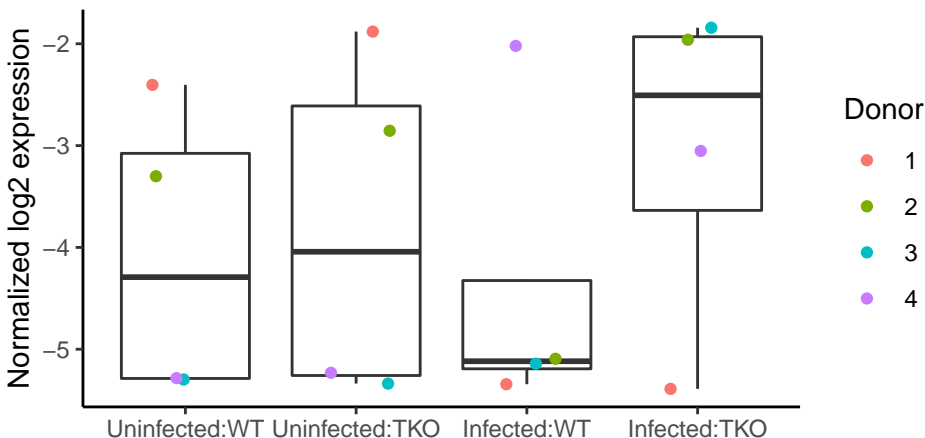 Normalized log2 expression
−2
−3
−4
−5
Uninfected:WT Uninfected:TKO Infected:WT Infected:TKO
Donor
1
2
3
4